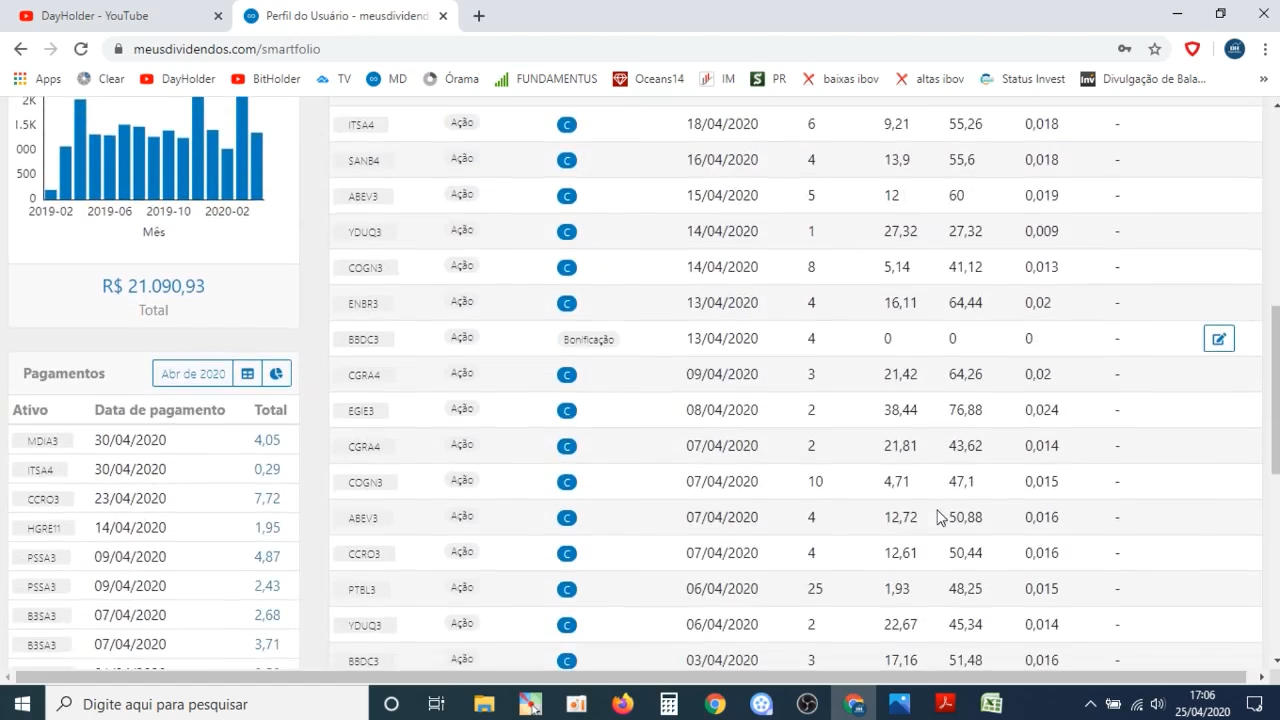 DayHolder - YouTube
Perfil do Usuário - meusdividend
meusdividendos.com/smartfolio
Apps Clear DayHolder BitHolder TV MD Órama FUNDAMENTUS Oceans14 IM PR baixas ibov altas ibov Status Invest Divulgação de Bala... »
2K
1.5K
000
500
0
2019-02 2019-06 2019-10 2020-02
Mês
R$ 21.090,93
Total
Pagamentos Abr de 2020
Ativo Data de pagamento Total
MDIA3 30/04/2020 4,05
ITSA4 30/04/2020 0,29
CCRO3 23/04/2020 7,72
HGRE11 14/04/2020 1,95
PSSA3 09/04/2020 4,87
PSSA3 09/04/2020 2,43
B3SA3 07/04/2020 2,68
B3SA3 07/04/2020 3,71
ITSA4 Ação C 18/04/2020 6 9,21 55,26 0,018 -
SANB4 Ação C 16/04/2020 4 13,9 55,6 0,018 -
ABEV3 Ação C 15/04/2020 5 12 60 0,019 -
YDUQ3 Ação C 14/04/2020 1 27,32 27,32 0,009 -
COGN3 Ação C 14/04/2020 8 5,14 41,12 0,013 -
ENBR3 Ação C 13/04/2020 4 16,11 64,44 0,02 -
BBDC3 Ação Bonificação 13/04/2020 4 0 0 0 -
CGRA4 Ação C 09/04/2020 3 21,42 64,26 0,02 -
EGIE3 Ação C 08/04/2020 2 38,44 76,88 0,024 -
CGRA4 Ação C 07/04/2020 2 21,81 43,62 0,014 -
COGN3 Ação C 07/04/2020 10 4,71 47,1 0,015 -
ABEV3 Ação C 07/04/2020 4 12,72 50,88 0,016 -
CCRO3 Ação C 07/04/2020 4 12,61 50,44 0,016 -
PTBL3 Ação C 06/04/2020 25 1,93 48,25 0,015 -
YDUQ3 Ação C 06/04/2020 2 22,67 45,34 0,014 -
BBDC3 Ação C 03/04/2020 3 17,16 51,48 0,016 -
Digite aqui para pesquisar
17:06
25/04/2020